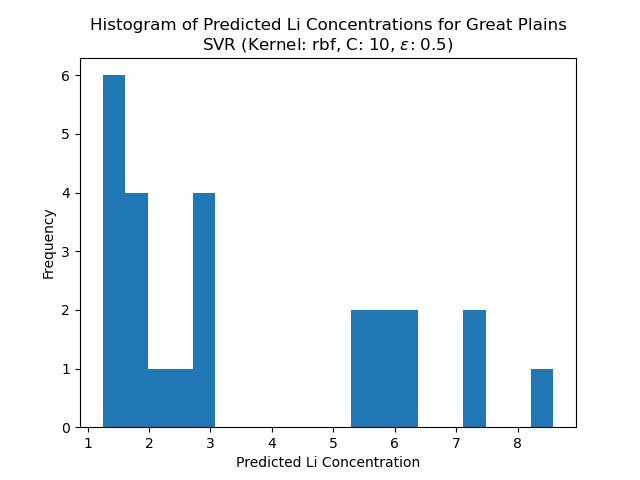 Histogram of Predicted Li Concentrations for Great Plains
SVR (Kernel: rbf, C: 10, ε: 0.5)
6
5
4
3
2
1
0
Frequency
1 2 3 4 5 6 7 8
Predicted Li Concentration